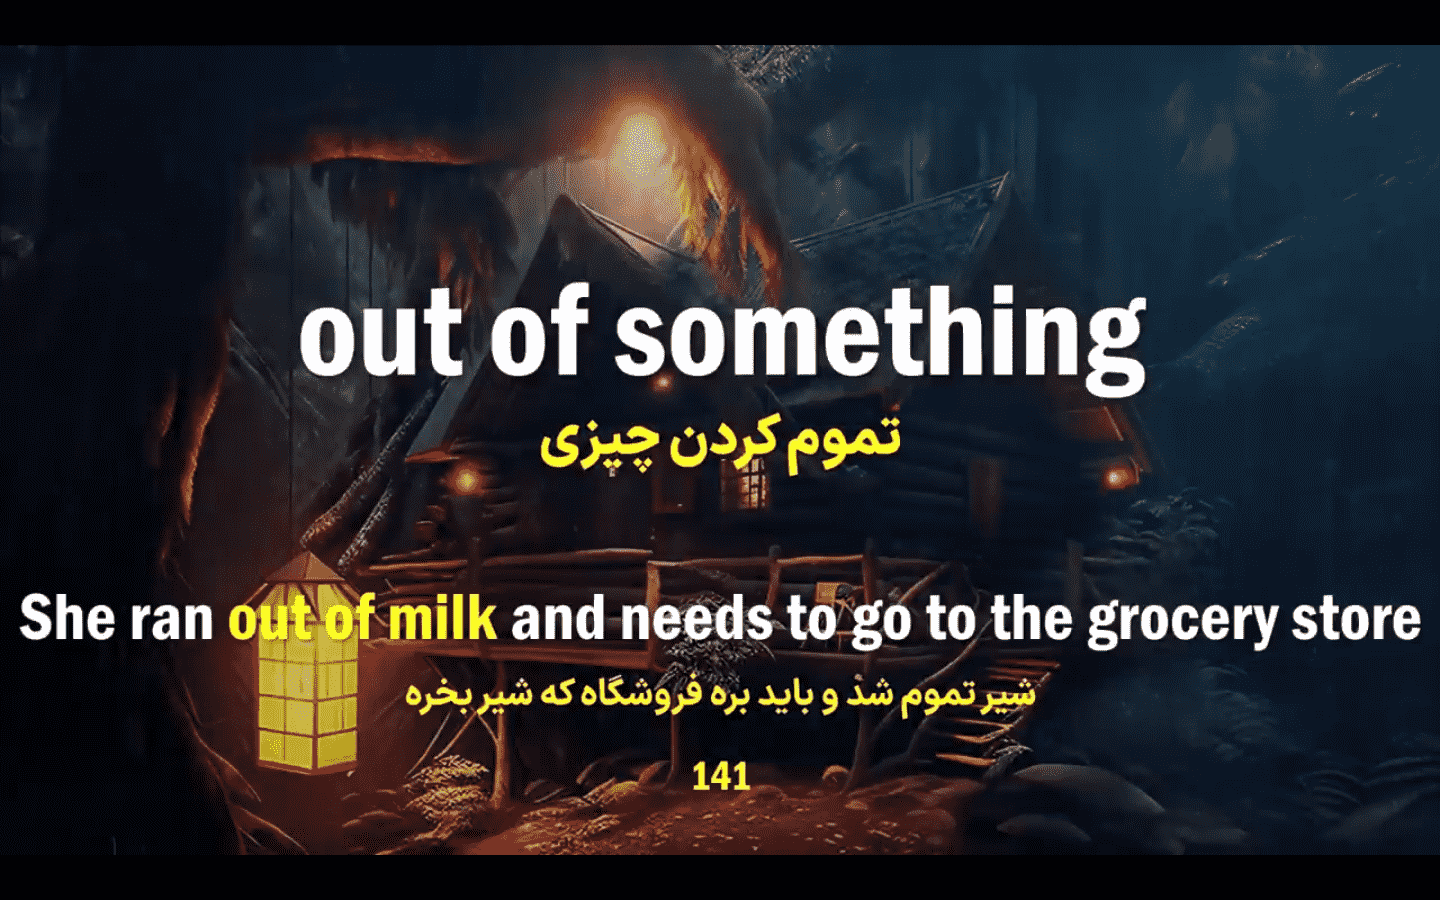 out of something
تموم کردن چیزی
She ran out of milk and needs to go to the grocery store
شیر تموم شد و باید بره فروشگاه که شیر بخره
141